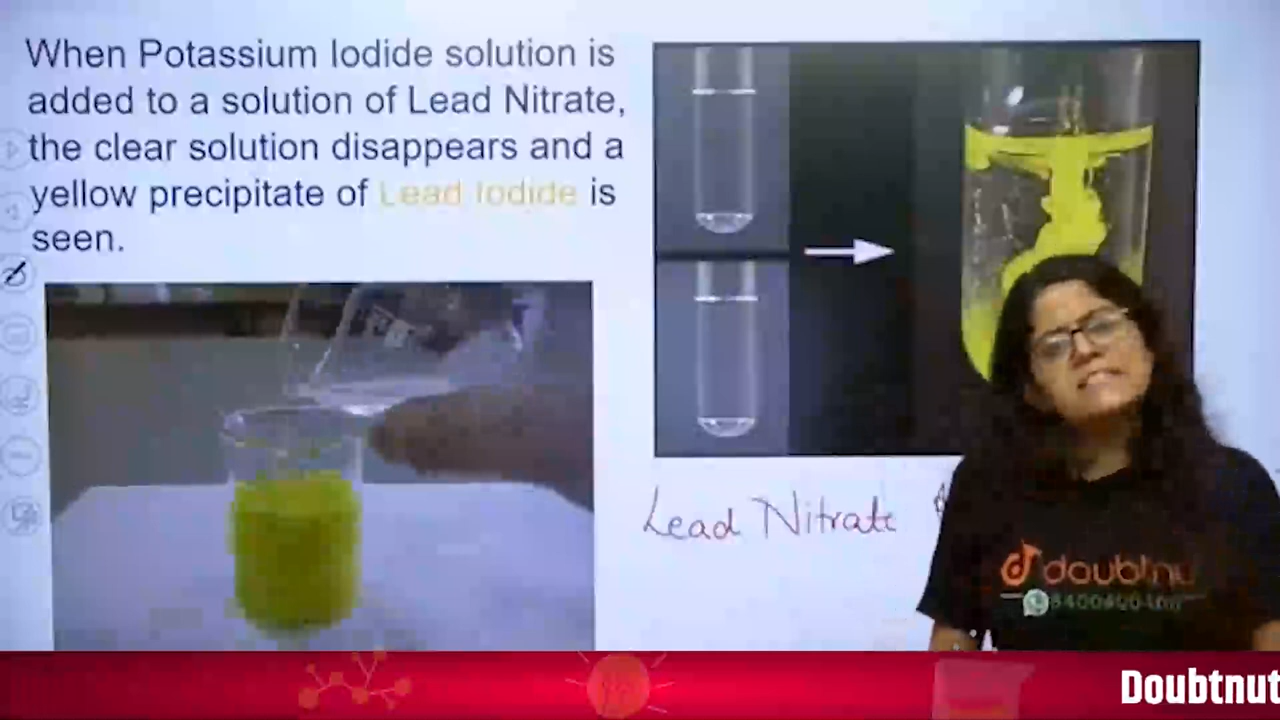 When Potassium Iodide solution is
added to a solution of Lead Nitrate,
the clear solution disappears and a
yellow precipitate of Lead Iodide is
seen.
Lead Nitrate
doubtnu
Doubtnut